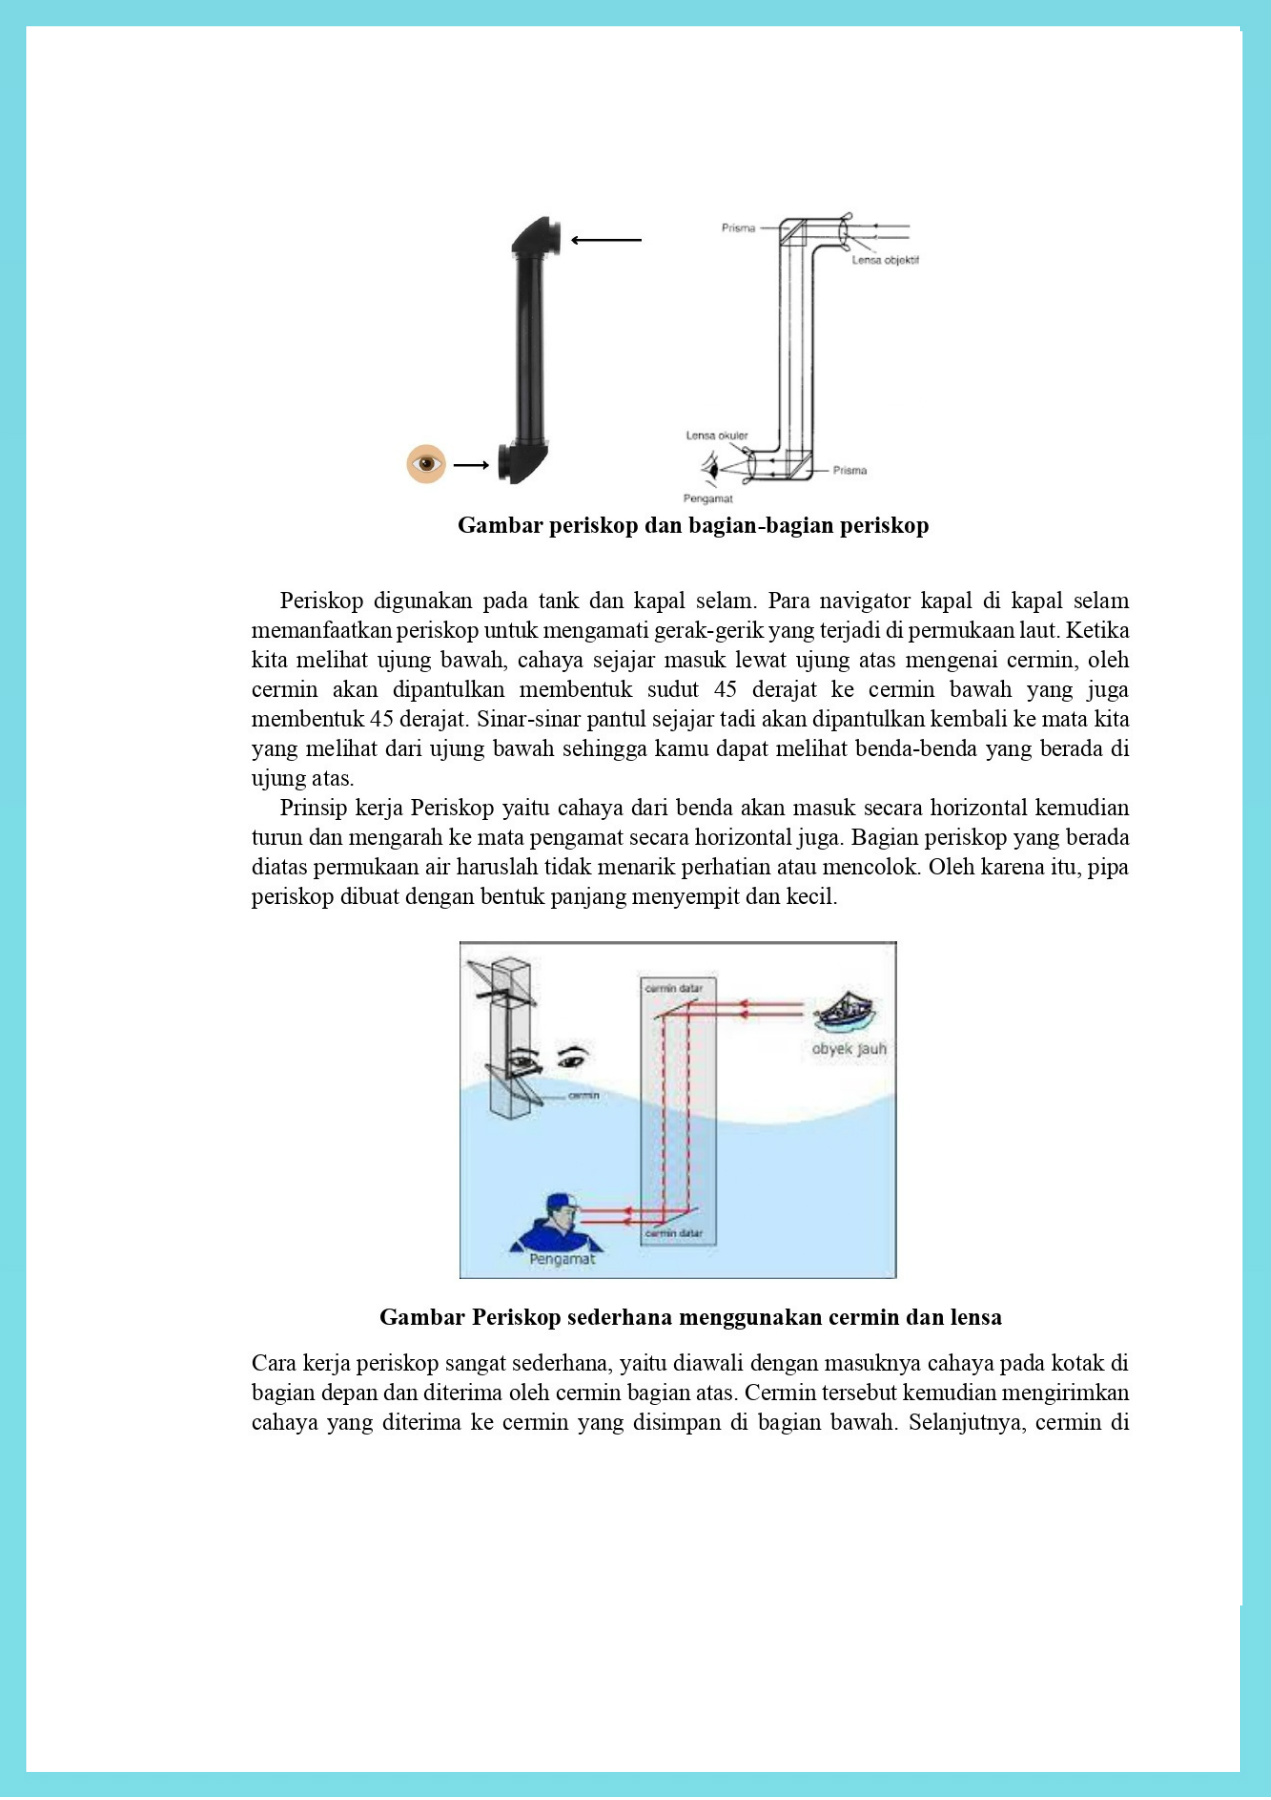 Prisma
Lensa objektif
Lensa okuler
Prisma
Pengamat
Gambar periskop dan bagian-bagian periskop
Periskop digunakan pada tank dan kapal selam. Para navigator kapal di kapal selam
memanfaatkan periskop untuk mengamati gerak-gerik yang terjadi di permukaan laut. Ketika
kita melihat ujung bawah, cahaya sejajar masuk lewat ujung atas mengenai cermin, oleh
cermin akan dipantulkan membentuk sudut 45 derajat ke cermin bawah yang juga
membentuk 45 derajat. Sinar-sinar pantul sejajar tadi akan dipantulkan kembali ke mata kita
yang melihat dari ujung bawah sehingga kamu dapat melihat benda-benda yang berada di
ujung atas.
Prinsip kerja Periskop yaitu cahaya dari benda akan masuk secara horizontal kemudian
turun dan mengarah ke mata pengamat secara horizontal juga. Bagian periskop yang berada
diatas permukaan air haruslah tidak menarik perhatian atau mencolok. Oleh karena itu, pipa
periskop dibuat dengan bentuk panjang menyempit dan kecil.
cermin datar
obyek jauh
cermin
cermin datar
Pengamat
Gambar Periskop sederhana menggunakan cermin dan lensa
Cara kerja periskop sangat sederhana, yaitu diawali dengan masuknya cahaya pada kotak di
bagian depan dan diterima oleh cermin bagian atas. Cermin tersebut kemudian mengirimkan
cahaya yang diterima ke cermin yang disimpan di bagian bawah. Selanjutnya, cermin di